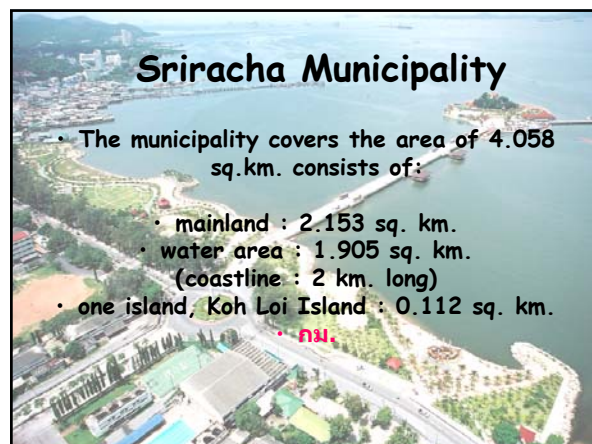 Sriracha Municipality
• The municipality covers the area of 4.058
sq.km. consists of:
• mainland : 2.153 sq. km.
• water area : 1.905 sq. km.
(coastline : 2 km. long)
• one island, Koh Loi Island : 0.112 sq. km.
• กม.